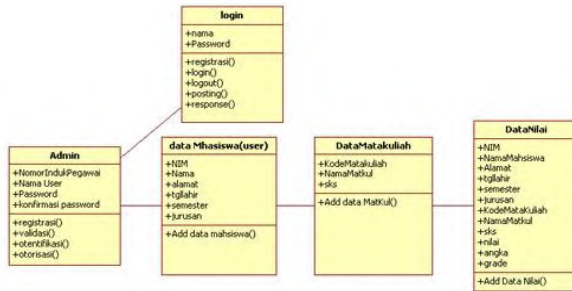 login
+nama
+Password
+registrasi()
+login()
+logout()
+posting()
+response()
Admin
+NomorIndukPegawai
+Nama User
+Password
+konfirmasi password
+registrasi()
+validasi()
+otentifikasi()
+otorisasi()
data Mhasiswa(user)
+NIM
+Nama
+alamat
+tgllahir
+semester
+jurusan
+Add data mahsiswa()
DataMatakuliah
+KodeMatakuliah
+NamaMatkul
+sks
+Add data MatKul()
DataNilai
+NIM
+NamaMahsiswa
+Alamat
+tgllahir
+semester
+jurusan
+KodeMataKuliah
+NamaMatkul
+sks
+nilai
+angka
+grade
+Add Data Nilai()